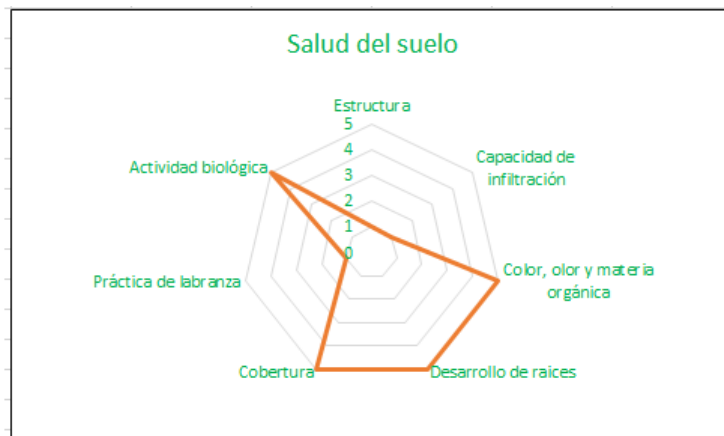 Salud del suelo
Estructura
5
4
3
2
1
0
Capacidad de
infiltración
Color, olor y materia
orgánica
Desarrollo de raices
Cobertura
Práctica de labranza
Actividad biológica